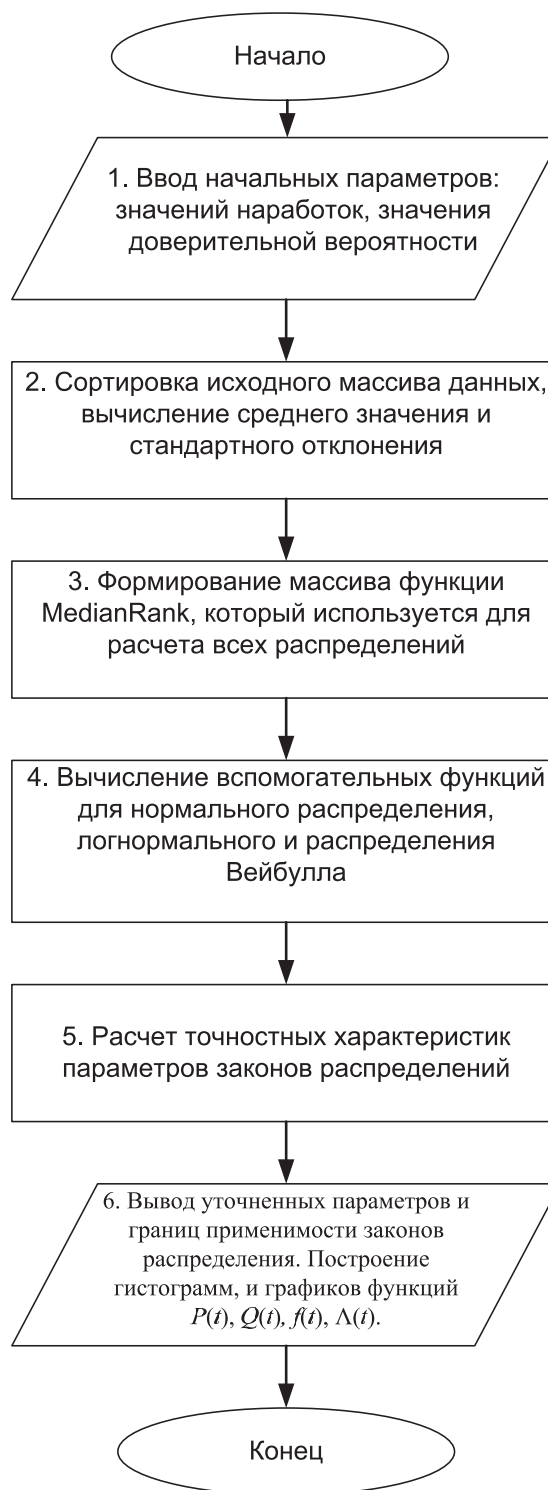 Начало
1. Ввод начальных параметров:
значений наработок, значения
доверительной вероятности
2. Сортировка исходного массива данных,
вычисление среднего значения и
стандартного отклонения
3. Формирование массива функции
MedianRank, который используется для
расчета всех распределений
4. Вычисление вспомогательных функций
для нормального распределения,
логнормального и распределения
Вейбулла
5. Расчет точностных характеристик
параметров законов распределений
6. Вывод уточненных параметров и
границ применимости законов
распределения. Построение
гистограмм, и графиков функций
P(t), Q(t), f(t), Λ(t).
Конец